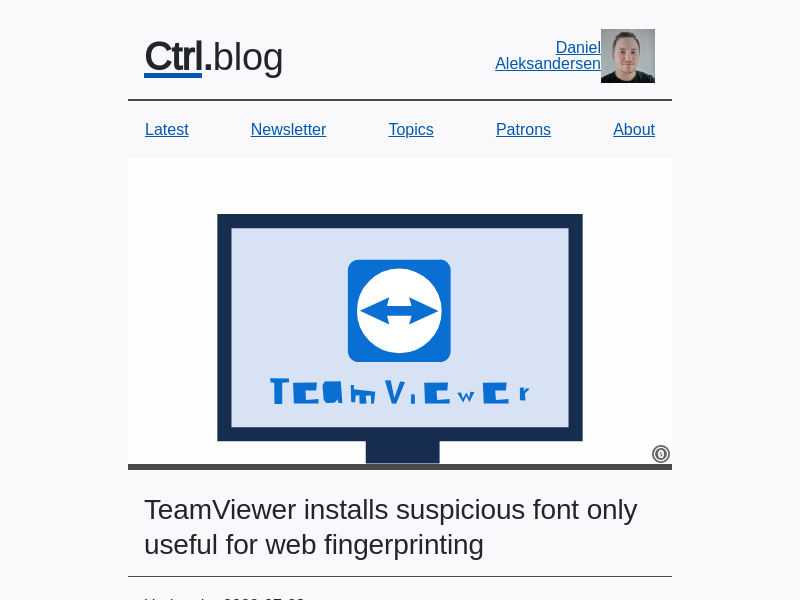 Ctrl.blog
Daniel
Aleksandersen
Latest
Newsletter
Topics
Patrons
About
TeamViewer
TeamViewer installs suspicious font only
useful for web fingerprinting